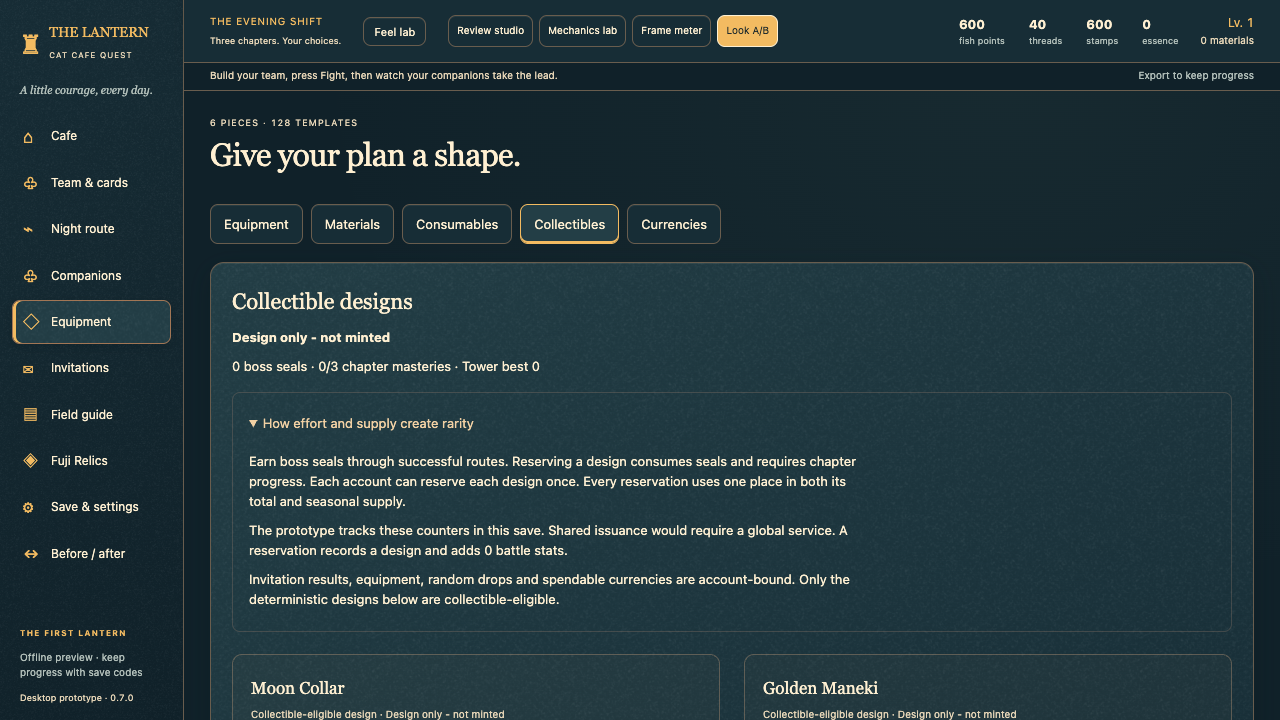 THE LANTERN
CAT CAFE QUEST
A little courage, every day.
Cafe
Team & cards
Night route
Companions
Equipment
Invitations
Field guide
Fuji Relics
Save & settings
Before / after
THE FIRST LANTERN
Offline preview · keep
progress with save codes
Desktop prototype · 0.7.0
THE EVENING SHIFT
Three chapters. Your choices.
Feel lab
Review studio
Mechanics lab
Frame meter
Look A/B
600
fish points
40
threads
600
stamps
0
essence
Lv. 1
0 materials
Build your team, press Fight, then watch your companions take the lead.
Export to keep progress
6 PIECES · 128 TEMPLATES
Give your plan a shape.
Equipment
Materials
Consumables
Collectibles
Currencies
Collectible designs
Design only - not minted
0 boss seals · 0/3 chapter masteries · Tower best 0
▼ How effort and supply create rarity
Earn boss seals through successful routes. Reserving a design consumes seals and requires chapter
progress. Each account can reserve each design once. Every reservation uses one place in both its
total and seasonal supply.
The prototype tracks these counters in this save. Shared issuance would require a global service. A
reservation records a design and adds 0 battle stats.
Invitation results, equipment, random drops and spendable currencies are account-bound. Only the
deterministic designs below are collectible-eligible.
Moon Collar
Collectible-eligible design · Design only - not minted
Golden Maneki
Collectible-eligible design · Design only - not minted